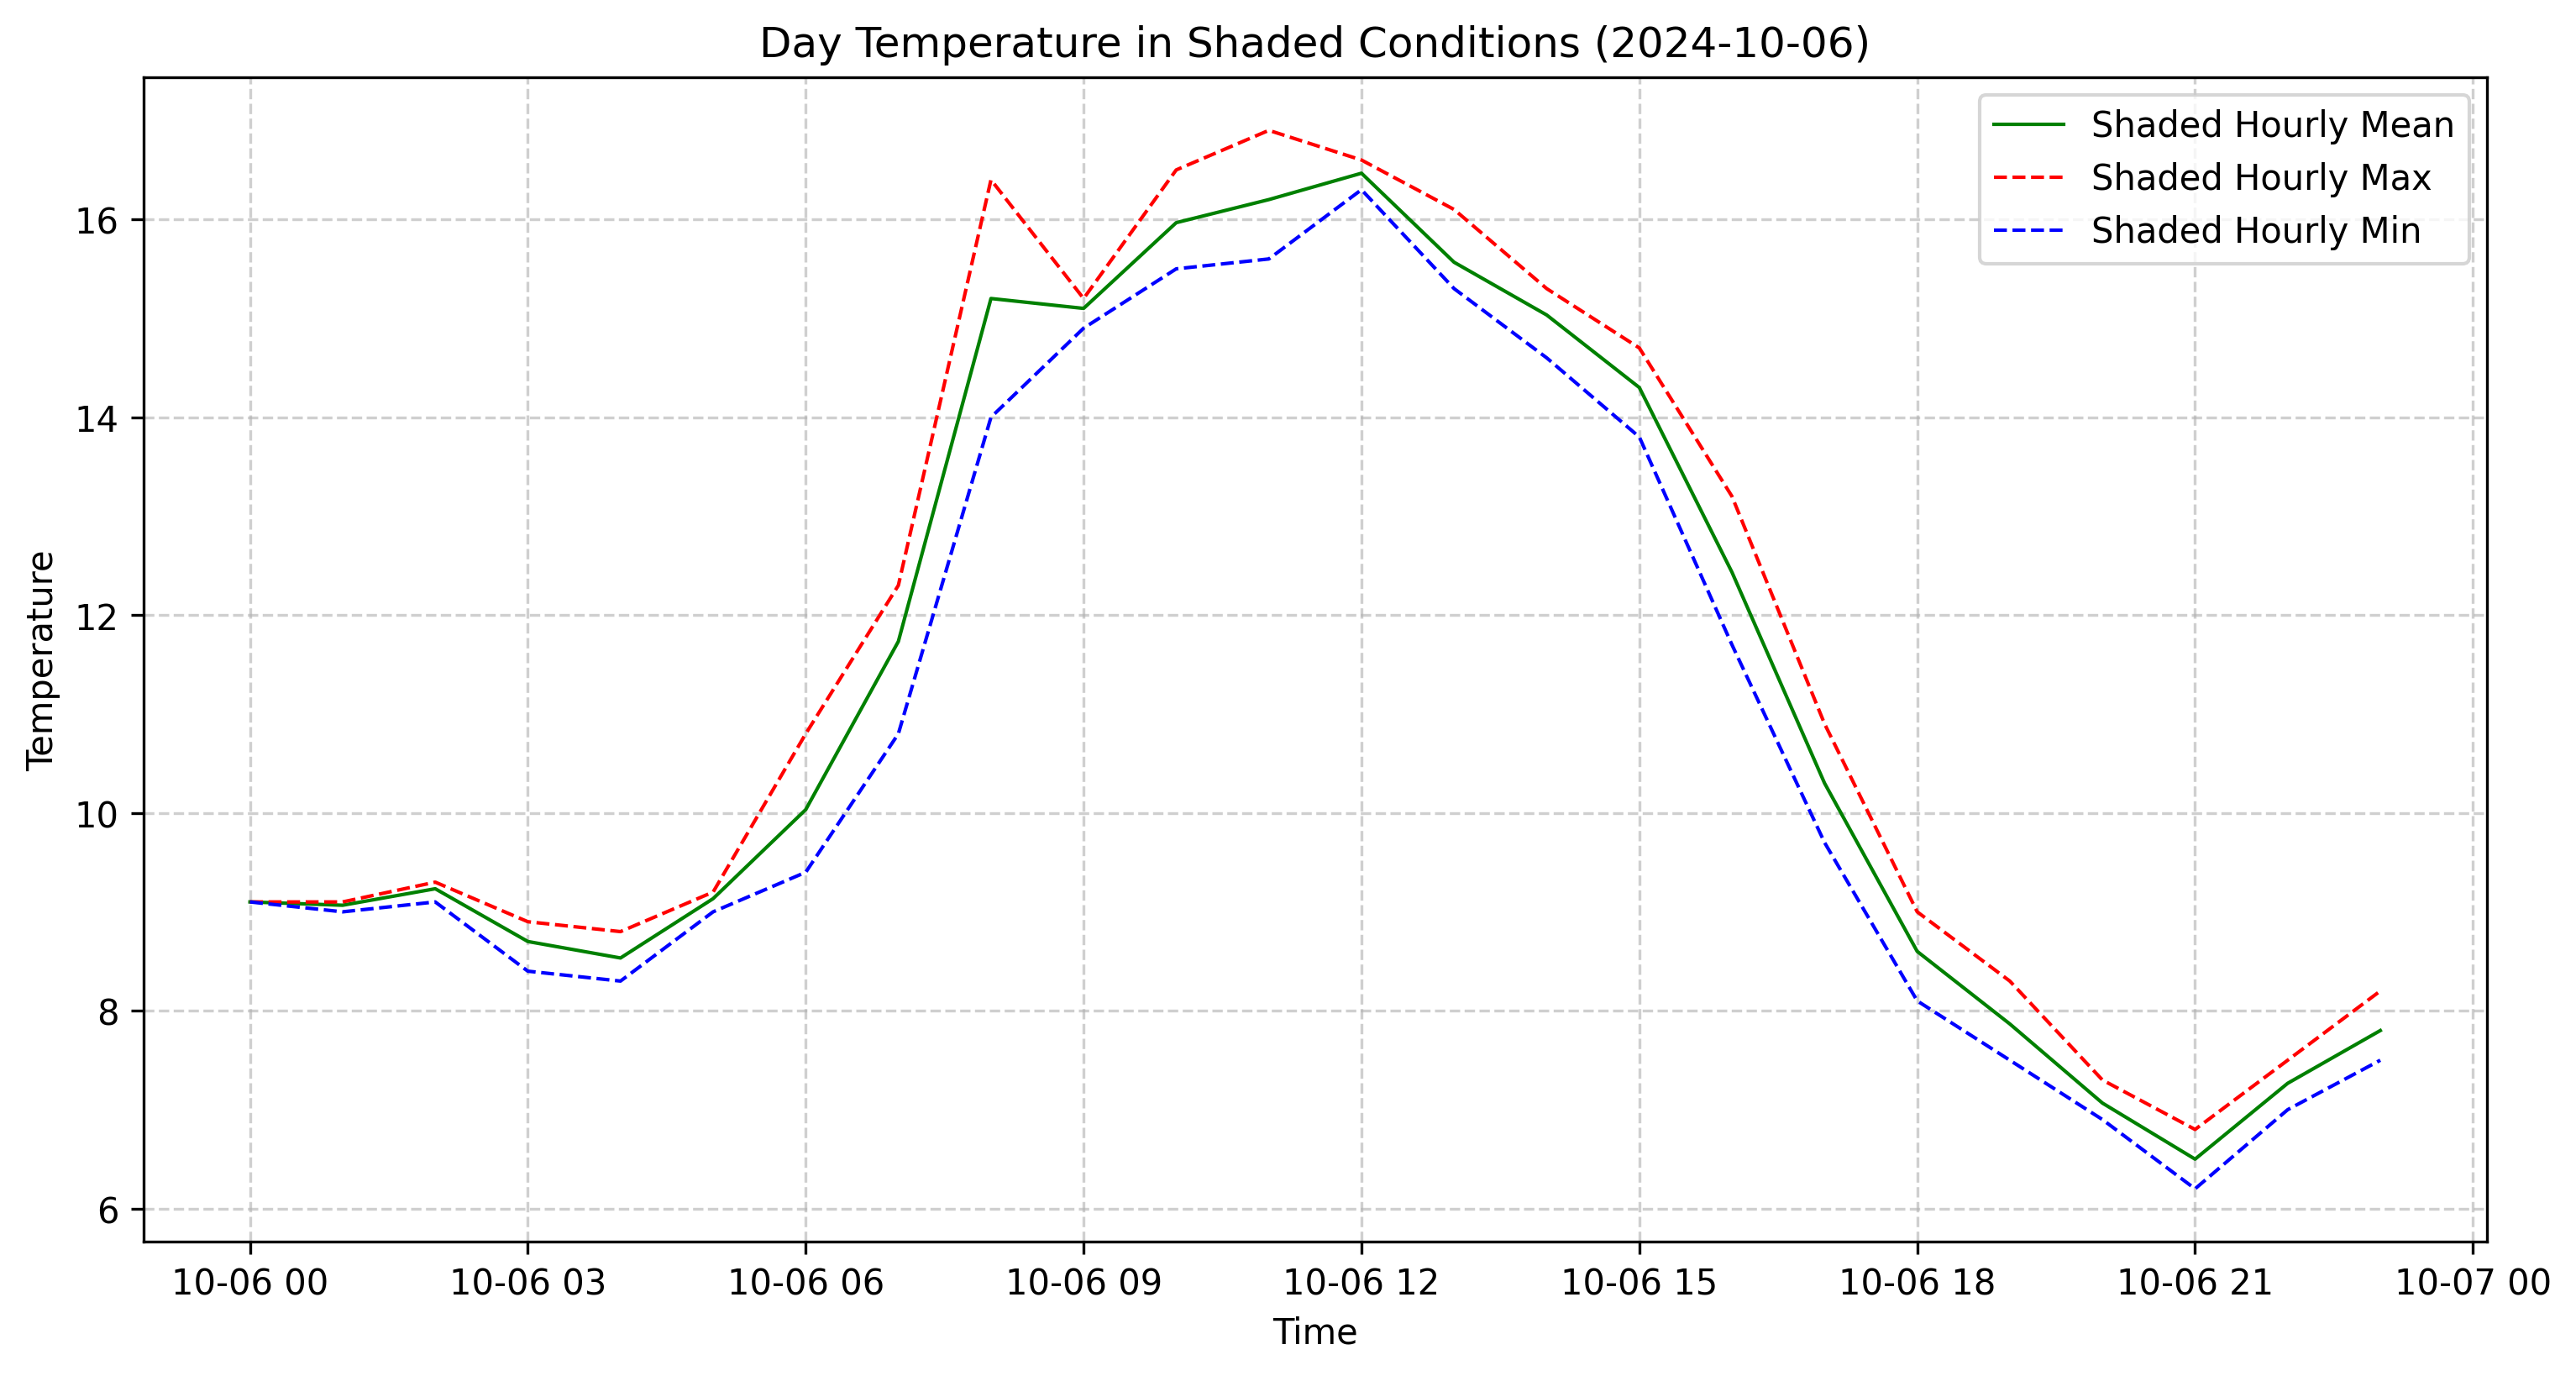 Day Temperature in Shaded Conditions (2024-10-06)
Shaded Hourly Mean
Shaded Hourly Max
Shaded Hourly Min
Temperature
16
14
12
10
8
6
10-06 00 10-06 03 10-06 06 10-06 09 10-06 12 10-06 15 10-06 18 10-06 21 10-07 00
Time